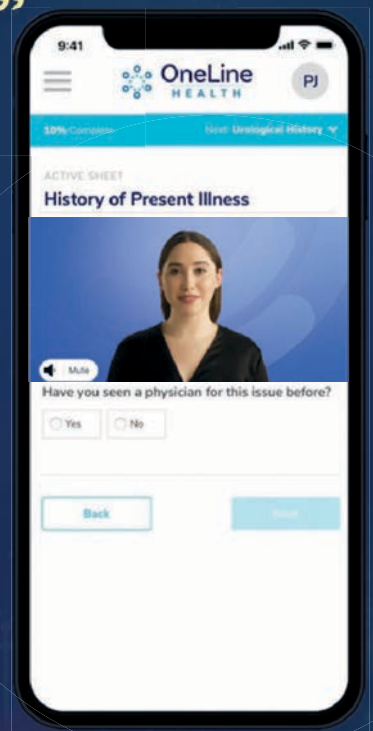 ”
9:41
OneLine
HEALTH
PJ
10% Complete
Next: Urological History
ACTIVE SHEET
History of Present Illness
Mute
Have you seen a physician for this issue before?
Yes
No
Back